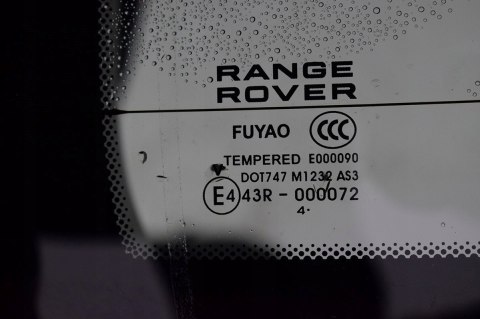 RANGE
ROVER
FUYAO CCC
TEMPERED E000090
DOT747 M1232 AS3
E4 43R - 000072
4.